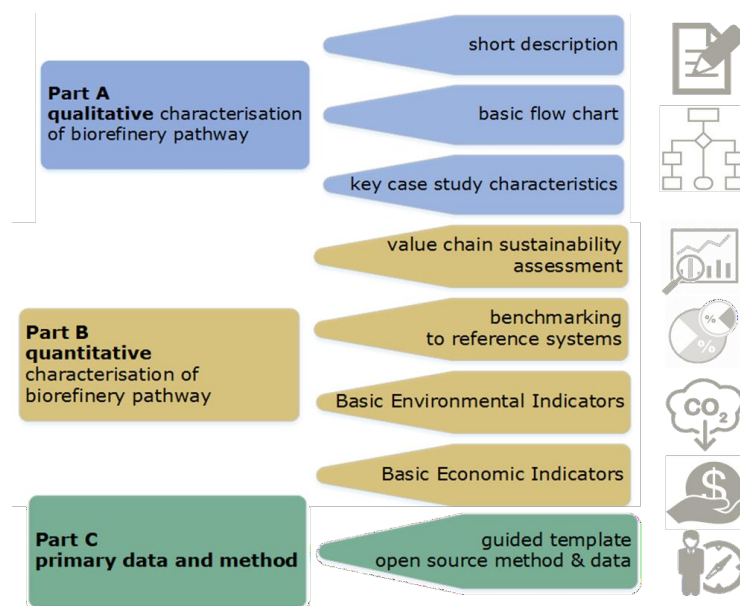 Part A
qualitative characterisation
of biorefinery pathway
short description
basic flow chart
key case study characteristics
Part B
quantitative
characterisation of
biorefinery pathway
value chain sustainability
assessment
benchmarking
to reference systems
Basic Environmental Indicators
Basic Economic Indicators
Part C
primary data and method
guided template
open source method & data
%
%
CO2
$